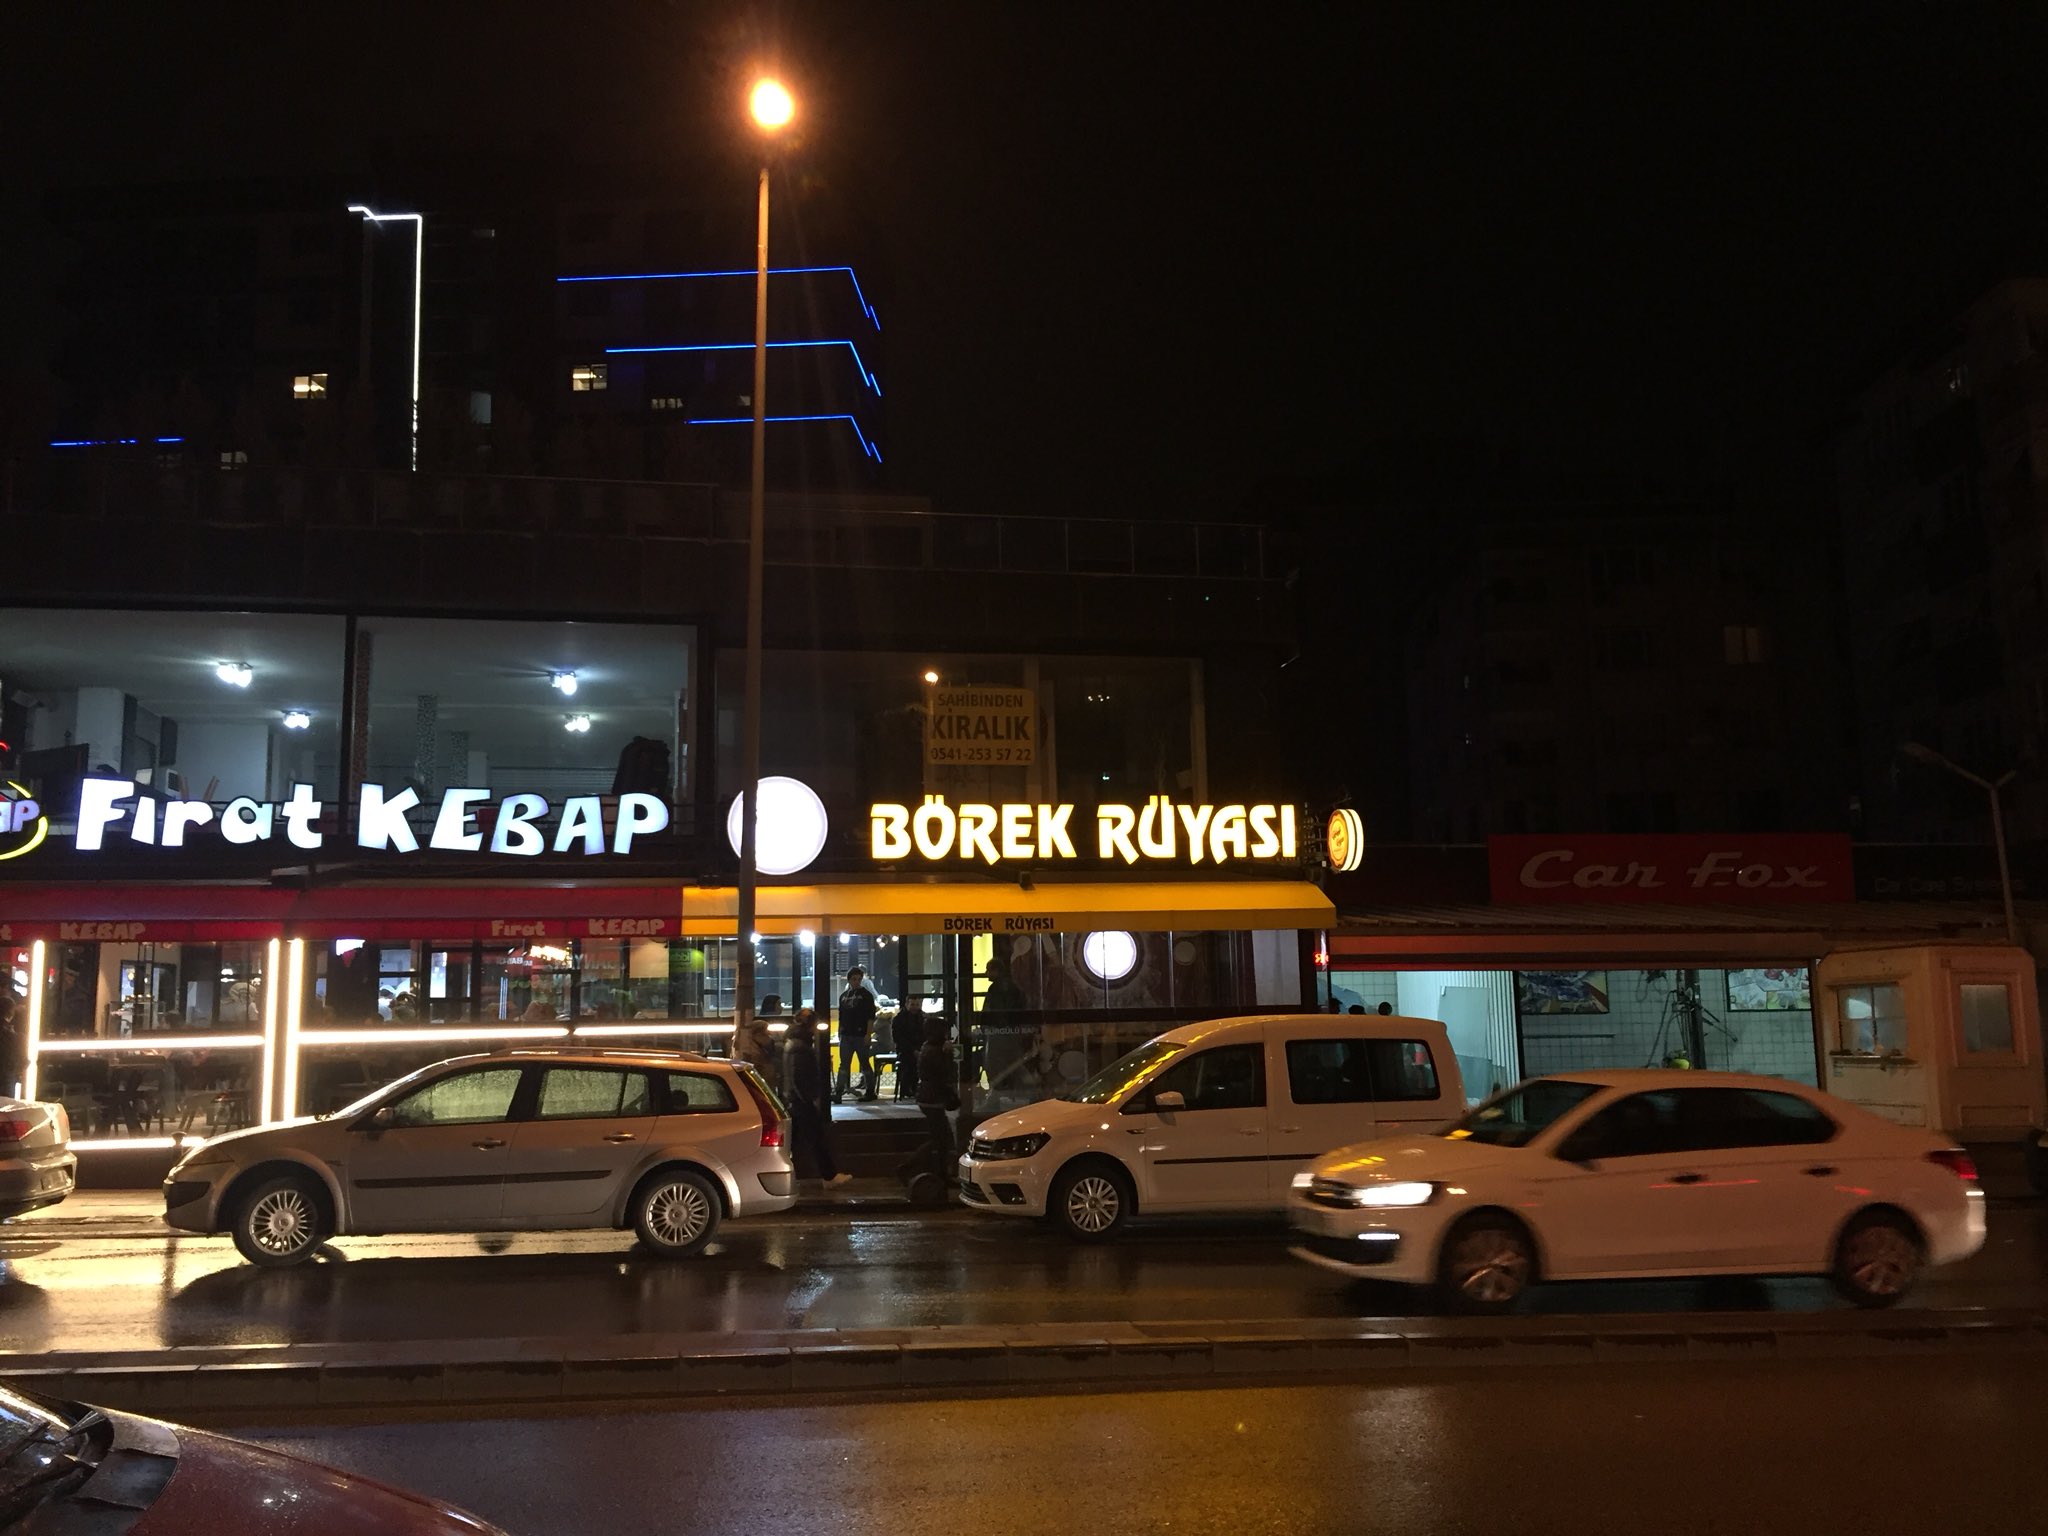 SAHİBİNDEN
KİRALIK
0541-253 57 22
AP
Fırat KEBAP
BÖREK RÜYASI
Car Fox
KEBAP
Fırat KEBAP
BÖREK RÜYASI